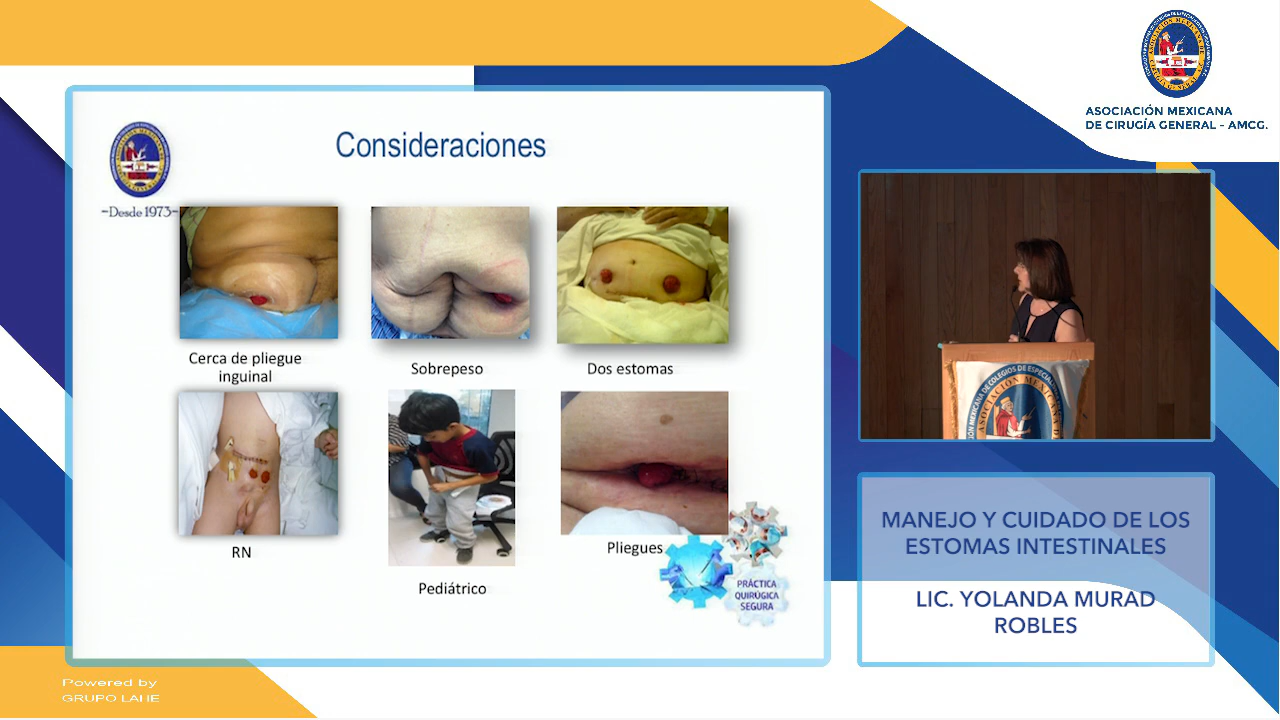 ASOCIACIÓN MEXICANA
DE CIRUGÍA GENERAL - AMCG.
Consideraciones
-Desde 1973-
Cerca de pliegue
inguinal
Sobrepeso
Dos estomas
RN
Pediátrico
Pliegues
PRÁCTICA
QUIRÚGICA
SEGURA
MANEJO Y CUIDADO DE LOS
ESTOMAS INTESTINALES
LIC. YOLANDA MURAD
ROBLES
Powered by
GRUPO LAHE